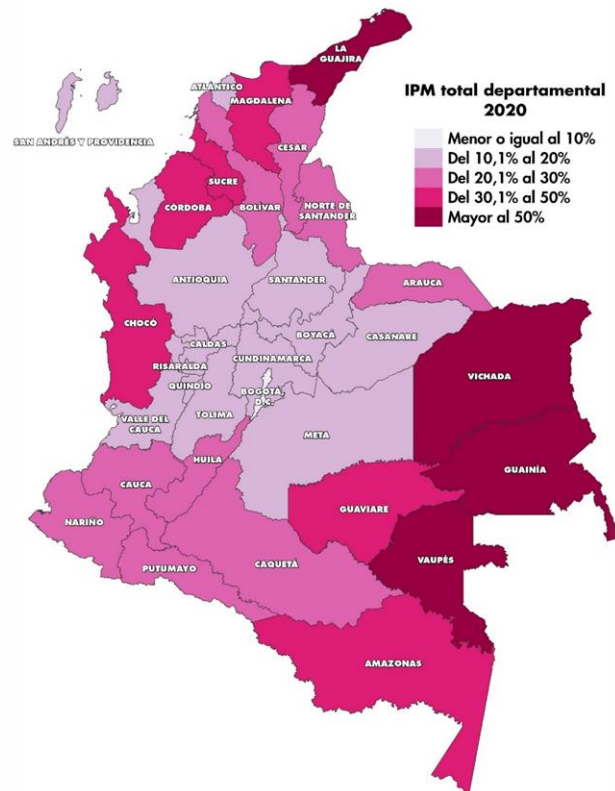 LA
GUAJIRA
ATLÁNTICO
MAGDALENA
IPM total departamental
2020
Menor o igual al 10%
Del 10,1% al 20%
Del 20,1% al 30%
Del 30,1% al 50%
Mayor al 50%
SAN ANDRÉS Y PROVIDENCIA
CESAR
SUCRE
CÓRDOBA
BOLÍVAR
NORTE DE
SANTANDER
ANTIOQUIA
SANTANDER
ARAUCA
CHOCÓ
BOYACÁ
CASANARE
CALDAS
CUNDINAMARCA
RISARALDA
QUINDÍO
BOGOTÁ
D.C.
VICHADA
VALLE DEL
CAUCA
TOLIMA
META
HUILA
GUAINÍA
CAUCA
GUAVIARE
NARIÑO
VAUPÉS
PUTUMAYO
CAQUETÀ
AMAZONAS